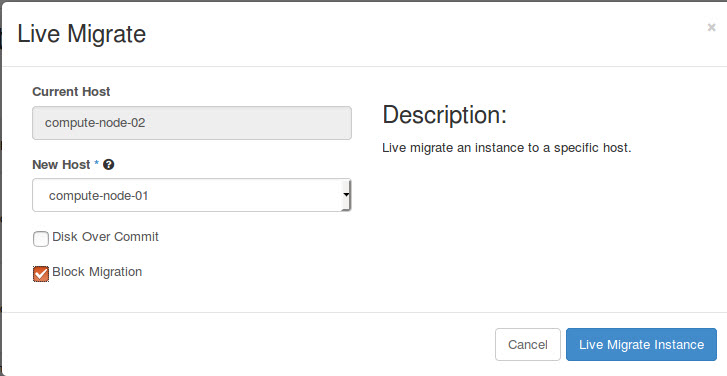 Live Migrate
×
Current Host
compute-node-02
New Host * ?
compute-node-01
Disk Over Commit
Block Migration
Description:
Live migrate an instance to a specific host.
Cancel
Live Migrate Instance